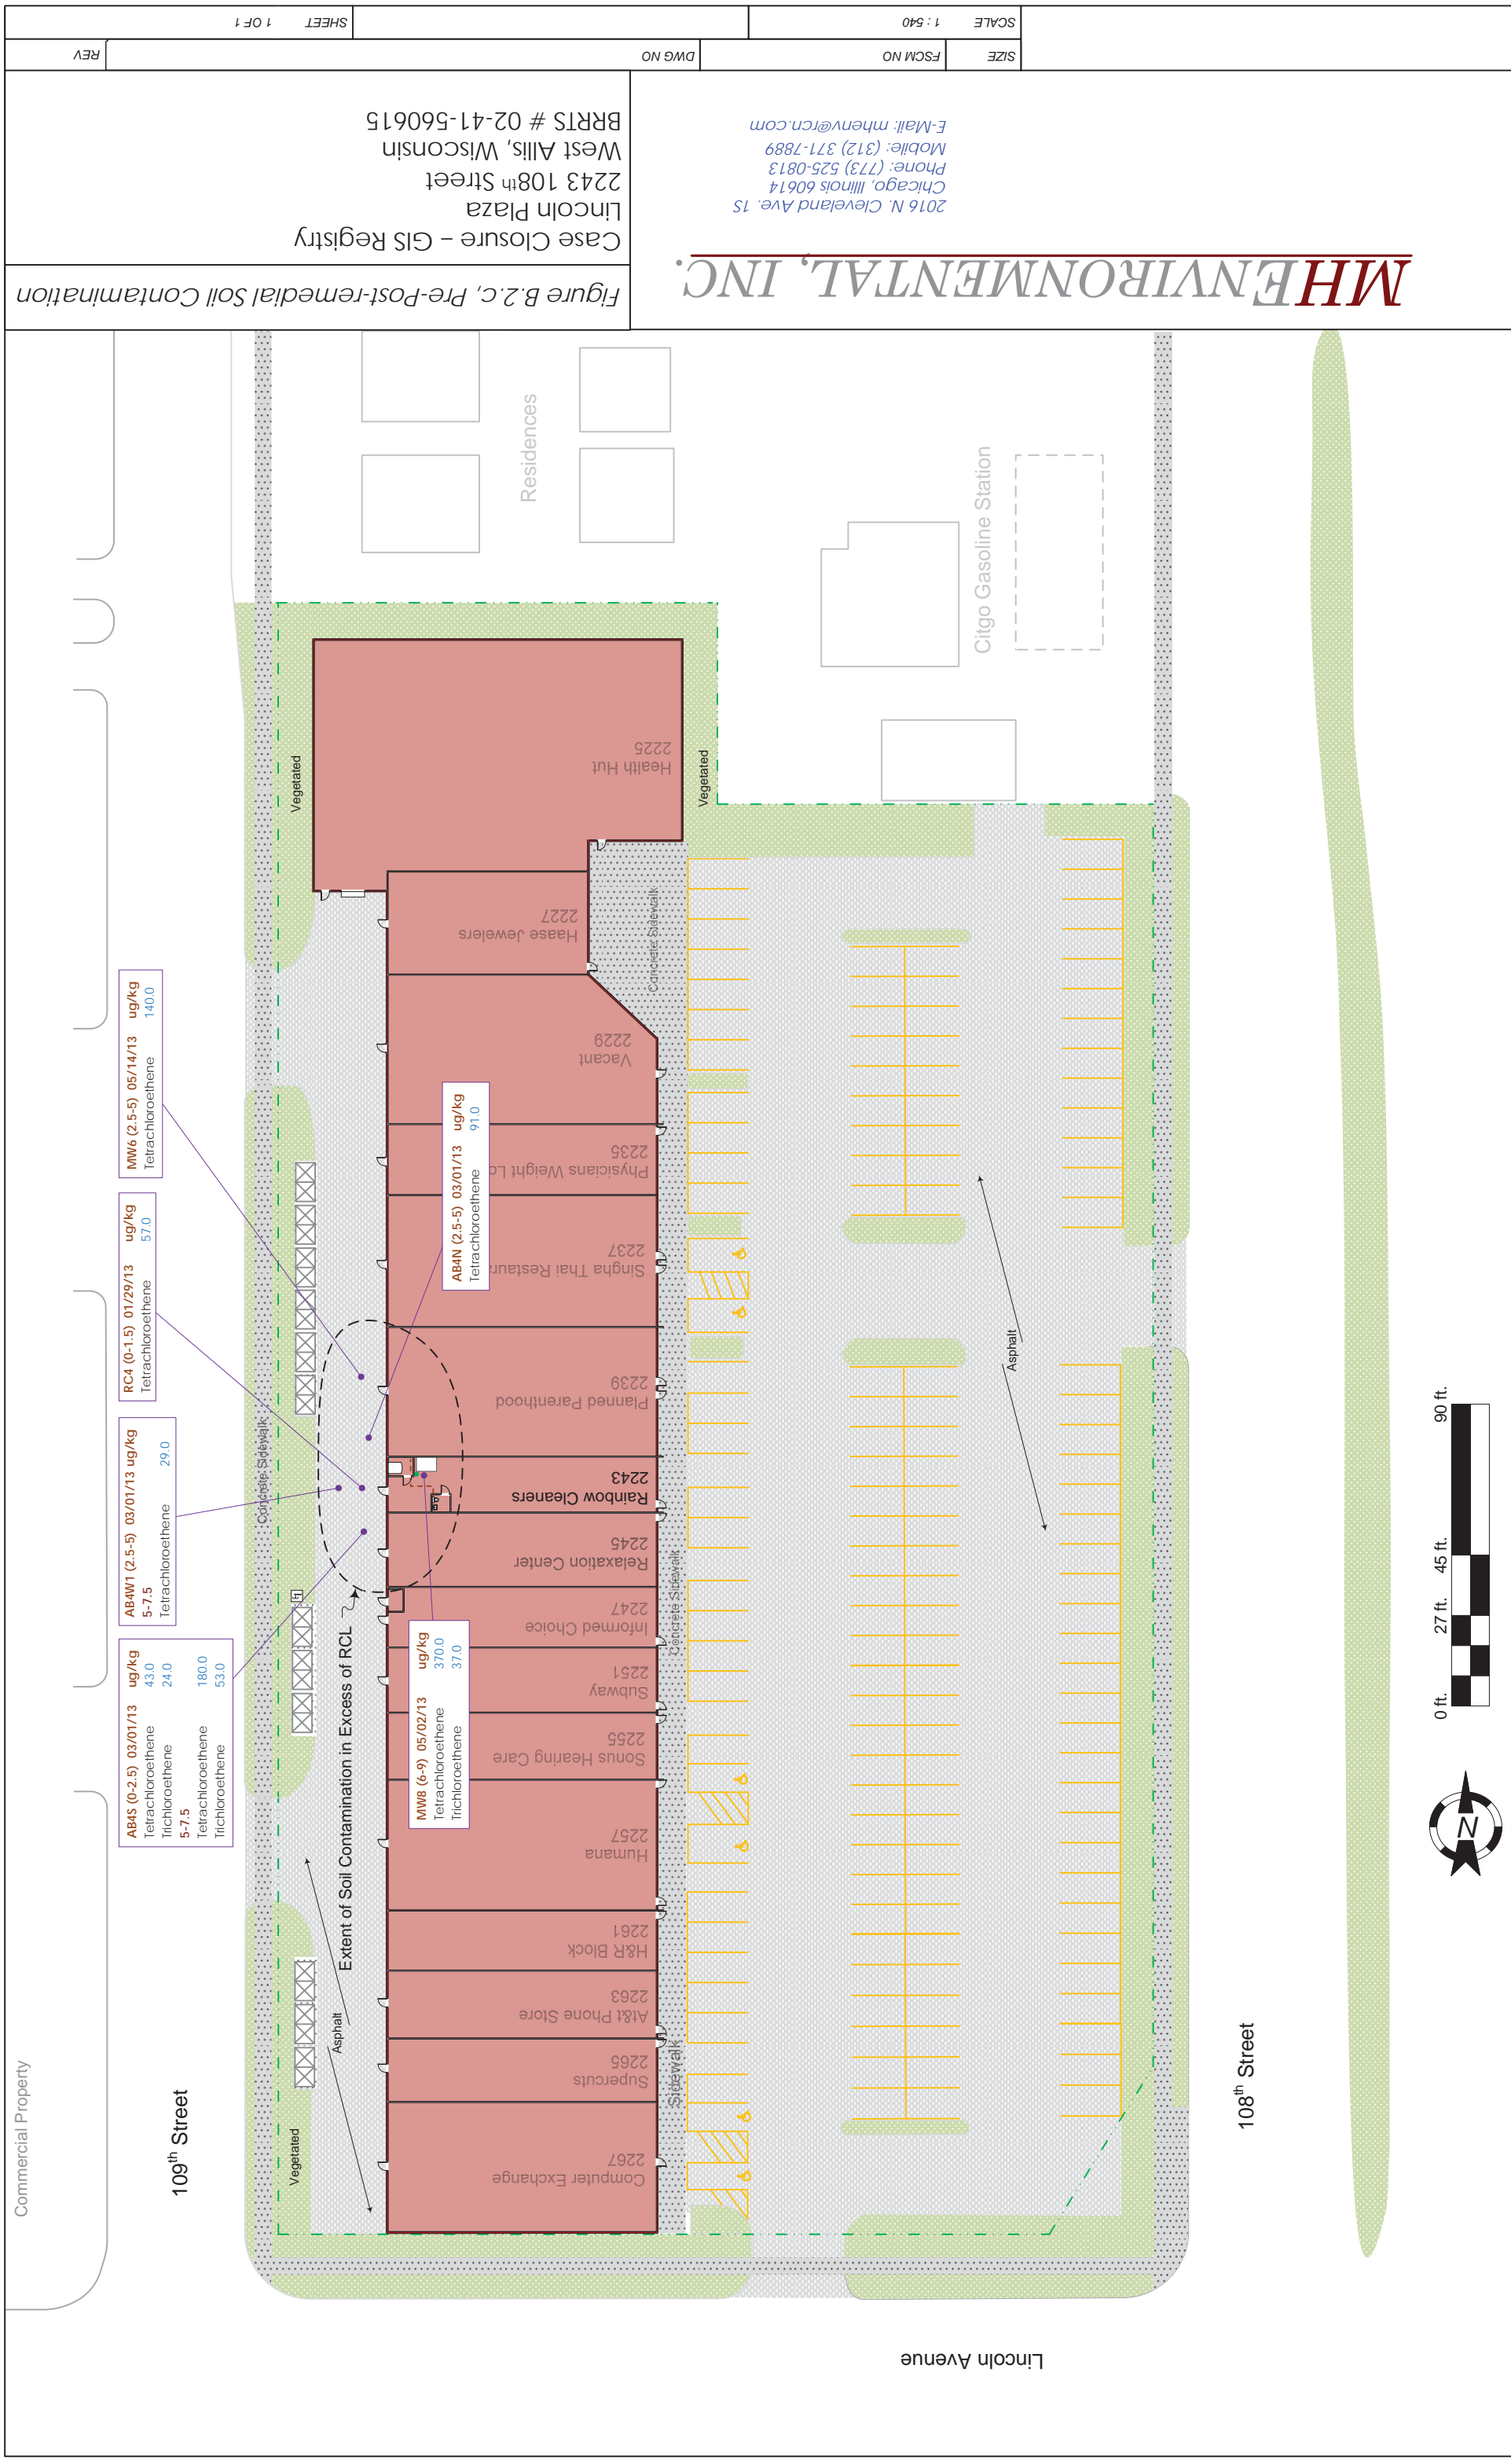 Commercial Property
109th Street
MW6 (2.5-5) 05/14/13 ug/kg
Tetrachloroethene 140.0
RC4 (0-1.5) 01/29/13 ug/kg
Tetrachloroethene 57.0
AB4W1 (2.5-5) 03/01/13 ug/kg
5-7.5
Tetrachloroethene 29.0
AB4S (0-2.5) 03/01/13 ug/kg
Tetrachloroethene 43.0
Trichloroethene 24.0
5-7.5
Tetrachloroethene 180.0
Trichloroethene 53.0
Concrete Sidewalk
Vegetated
Vegetated
Asphalt
Extent of Soil Contamination in Excess of RCL
AB4N (2.5-5) 03/01/13 ug/kg
Tetrachloroethene 91.0
MW8 (6-9) 05/02/13 ug/kg
Tetrachloroethene 370.0
Trichloroethene 37.0
Health Hut
2225
Haase Jewelers
2227
Vacant
2229
Physicians Weight Lo
2235
Singha Thai Restaura
2237
Planned Parenthood
2239
Rainbow Cleaners
2243
Relaxation Center
2245
Informed Choice
2247
Subway
2251
Sonus Hearing Care
2255
Humana
2257
H&R Block
2261
At&t Phone Store
2263
Supercuts
2265
Computer Exchange
2267
Vegetated
Concrete Sidewalk
Concrete Sidewalk
Sidewalk
Asphalt
Residences
Citgo Gasoline Station
108th Street
Lincoln Avenue
0 ft. 27 ft. 45 ft. 90 ft.
N
MHENVIRONMENTAL, INC.
2016 N. Cleveland Ave. 1S
Chicago, Illinois 60614
Phone: (773) 525-0813
Mobile: (312) 371-7889
E-Mail: mhenv@rcn.com
Figure B.2.c, Pre-Post-remedial Soil Contamination
Case Closure – GIS Registry
Lincoln Plaza
2243 108th Street
West Allis, Wisconsin
BRRTS # 02-41-560615
SIZE FSCM NO DWG NO REV
SCALE 1 : 540 SHEET 1 OF 1